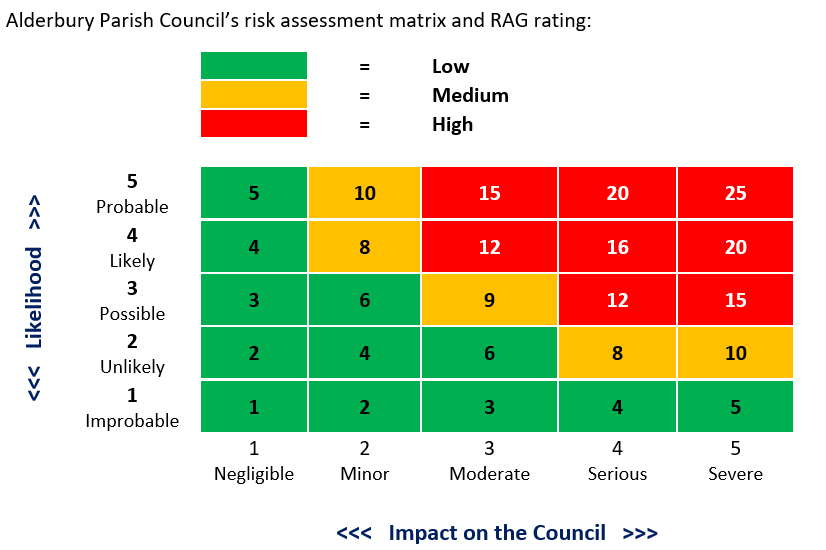 Alderbury Parish Council’s risk assessment matrix and RAG rating:
= Low
= Medium
= High
<<< Likelihood >>>
5
Probable
5 10 15 20 25
4
Likely
4 8 12 16 20
3
Possible
3 6 9 12 15
2
Unlikely
2 4 6 8 10
1
Improbable
1 2 3 4 5
1 2 3 4 5
Negligible Minor Moderate Serious Severe
<<< Impact on the Council >>>